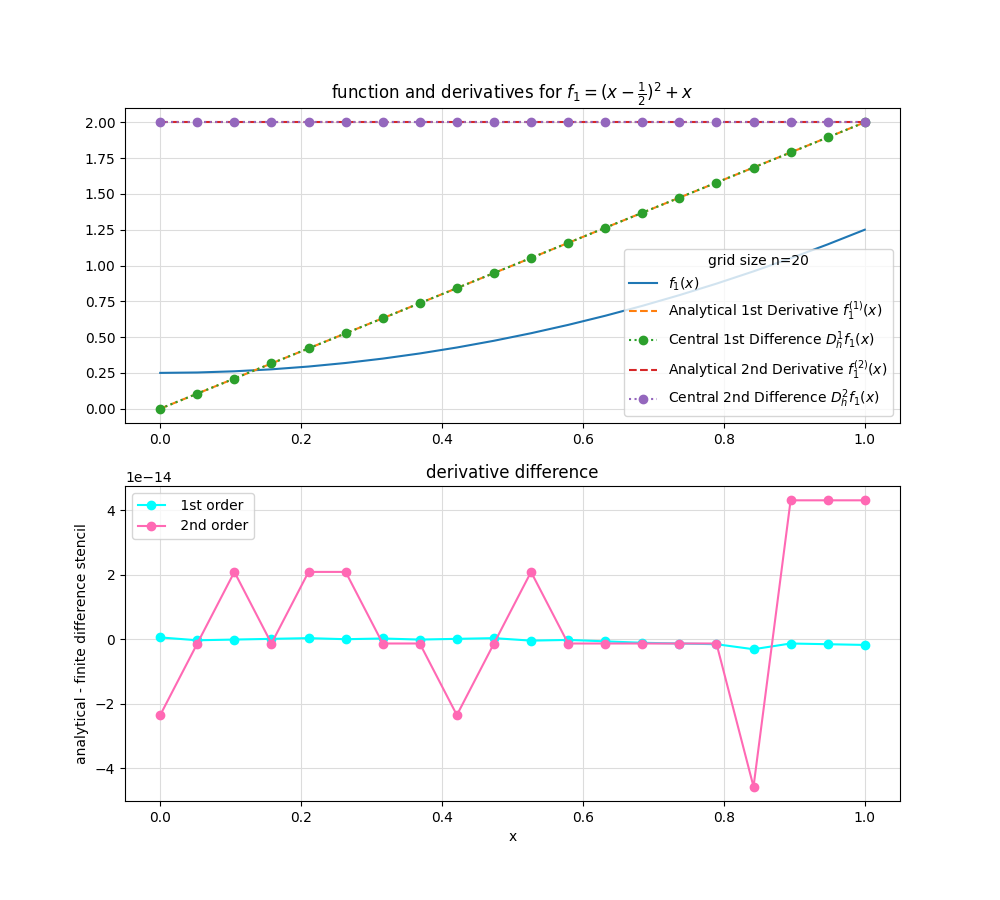 function and derivatives for $f_1 = (x - \frac{1}{2})^2 + x$
2.00
1.75
1.50
1.25
1.00
0.75
0.50
0.25
0.00
grid size n=20
$f_1(x)$
Analytical 1st Derivative $f_1^{(1)}(x)$
Central 1st Difference $D_h^1 f_1(x)$
Analytical 2nd Derivative $f_1^{(2)}(x)$
Central 2nd Difference $D_h^2 f_1(x)$
0.0 0.2 0.4 0.6 0.8 1.0
1e−14
derivative difference
1st order
2nd order
analytical - finite difference stencil
4
2
0
−2
−4
0.0 0.2 0.4 0.6 0.8 1.0
x